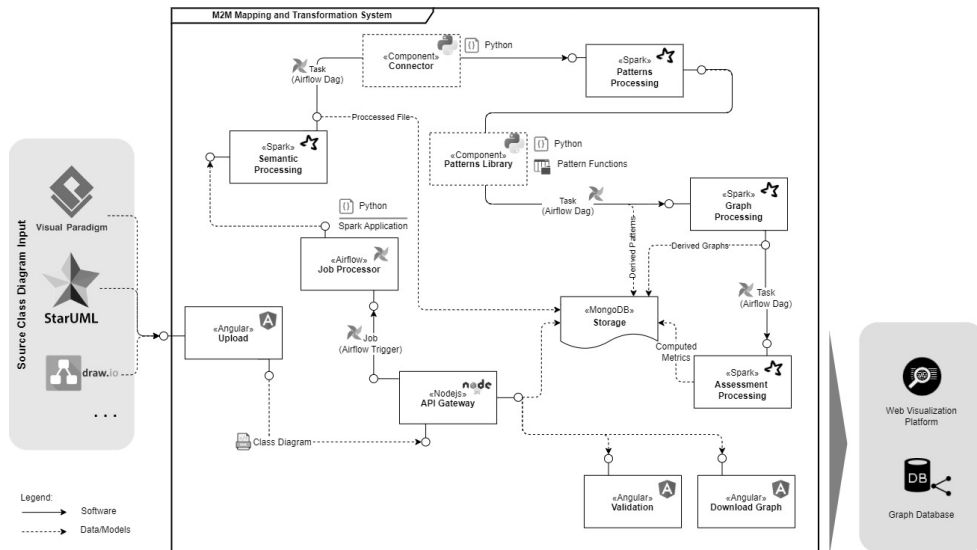 M2M Mapping and Transformation System
Source Class Diagram Input
Visual Paradigm
StarUML
draw.io
...
«Component»
Connector
{}
Python
Task
(Airflow Dag)
«Spark»
Patterns
Processing
Proccessed File
«Spark»
Semantic
Processing
«Component»
Patterns Library
{}
Python
Pattern Functions
Task
(Airflow Dag)
«Spark»
Graph
Processing
{}
Python
Spark Application
«Airflow»
Job Processor
Derived Patterns
Derived Graphs
Task
(Airflow Dag)
«Angular»
Upload
A
Job
(Airflow Trigger)
«MongoDB»
Storage
Computed
Metrics
«Spark»
Assessment
Processing
«Nodejs»
API Gateway
node
Class Diagram
«Angular»
Validation
A
«Angular»
Download Graph
A
Web Visualization
Platform
DB
Graph Database
Legend:
Software
Data/Models